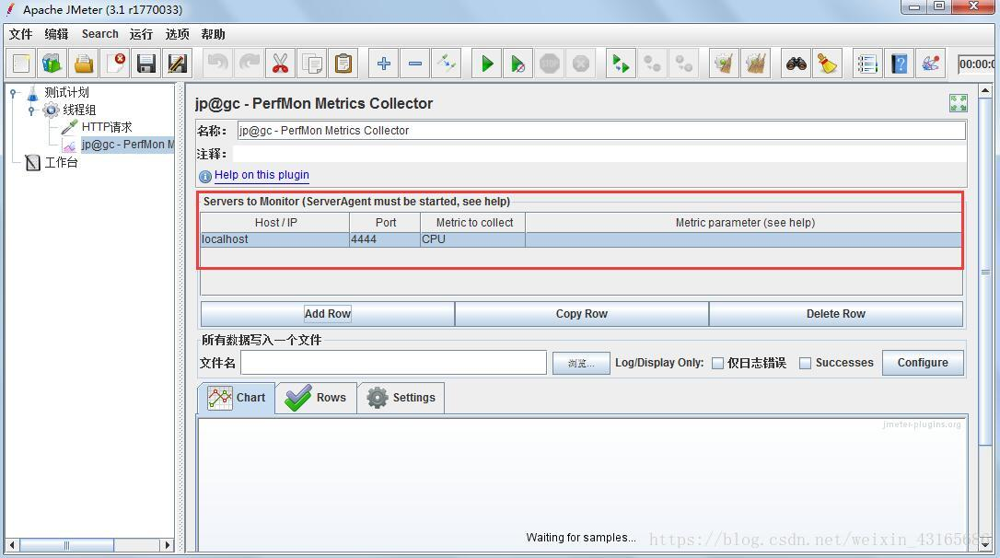 Apache JMeter (3.1 r1770033)
文件 编辑 Search 运行 选项 帮助
00:00:0
测试计划
线程组
HTTP请求
jp@gc - PerfMon M
工作台
jp@gc - PerfMon Metrics Collector
名称： jp@gc - PerfMon Metrics Collector
注释：
Help on this plugin
Servers to Monitor (ServerAgent must be started, see help)
Host / IP Port Metric to collect Metric parameter (see help)
localhost 4444 CPU
Add Row Copy Row Delete Row
所有数据写入一个文件
文件名 浏览... Log/Display Only: 仅日志错误 Successes Configure
Chart Rows Settings
jmeter-plugins.org
Waiting for samples...
https://blog.csdn.net/weixin_43165686